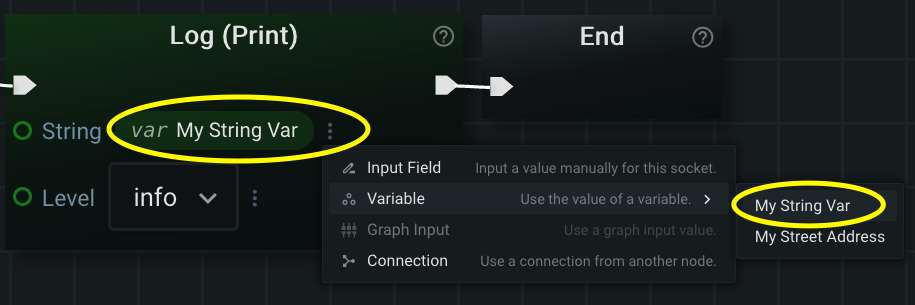 Log (Print) ?
End ?
String var My String Var
Level info
Input Field Input a value manually for this socket.
Variable Use the value of a variable.
Graph Input Use a graph input value.
Connection Use a connection from another node.
My String Var
My Street Address